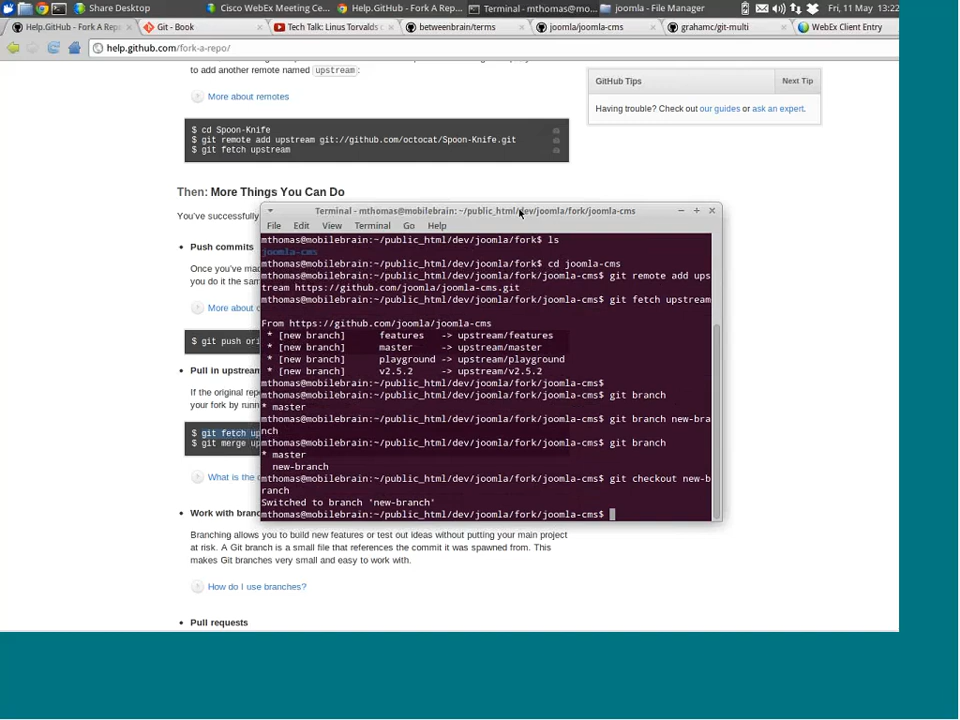 Share Desktop
Cisco WebEx Meeting Ce...
Help.GitHub - Fork A Rep...
Terminal - mthomas@mo...
joomla - File Manager
Fri, 11 May 13:22
Help.GitHub - Fork A Repo
Git - Book
Tech Talk: Linus Torvalds
betweenbrain/terms
joomla/joomla-cms
grahamc/git-multi
WebEx Client Entry
help.github.com/fork-a-repo/
to add another remote named upstream:
More about remotes
GitHub Tips
Next Tip
Having trouble? Check out our guides or ask an expert.
$ cd Spoon-Knife
$ git remote add upstream git://github.com/octocat/Spoon-Knife.git
$ git fetch upstream
Then: More Things You Can Do
You've successfully
Push commits
Once you've mad
you do it the sam
More about
$ git push ori
Pull in upstream
If the original rep
your fork by runn
$ git fetch up
$ git merge up
What is the
Work with bran
Branching allows you to build new features or test out ideas without putting your main project
at risk. A Git branch is a small file that references the commit it was spawned from. This
makes Git branches very small and easy to work with.
How do I use branches?
Pull requests
Terminal - mthomas@mobilebrain: ~/public_html/dev/joomla/fork/joomla-cms
File Edit View Terminal Go Help
mthomas@mobilebrain:~/public_html/dev/joomla/fork$ ls
joomla-cms
mthomas@mobilebrain:~/public_html/dev/joomla/fork$ cd joomla-cms
mthomas@mobilebrain:~/public_html/dev/joomla/fork/joomla-cms$ git remote add ups
tream https://github.com/joomla/joomla-cms.git
mthomas@mobilebrain:~/public_html/dev/joomla/fork/joomla-cms$ git fetch upstream
From https://github.com/joomla/joomla-cms
* [new branch] features -> upstream/features
* [new branch] master -> upstream/master
* [new branch] playground -> upstream/playground
* [new branch] v2.5.2 -> upstream/v2.5.2
mthomas@mobilebrain:~/public_html/dev/joomla/fork/joomla-cms$
mthomas@mobilebrain:~/public_html/dev/joomla/fork/joomla-cms$ git branch
* master
mthomas@mobilebrain:~/public_html/dev/joomla/fork/joomla-cms$ git branch new-bra
nch
mthomas@mobilebrain:~/public_html/dev/joomla/fork/joomla-cms$ git branch
* master
new-branch
mthomas@mobilebrain:~/public_html/dev/joomla/fork/joomla-cms$ git checkout new-b
ranch
Switched to branch 'new-branch'
mthomas@mobilebrain:~/public_html/dev/joomla/fork/joomla-cms$